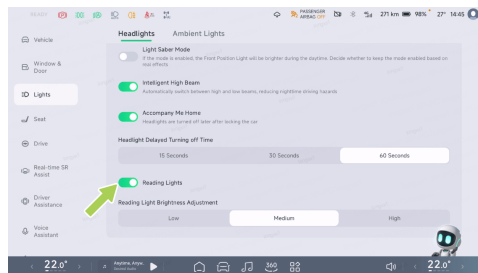 READY
PASSENGER
AIRBAG OFF
271 km
98%
27°
14:45
Headlights
Ambient Lights
Vehicle
Window &
Door
Lights
Seat
Drive
Real-time SR
Assist
Driver
Assistance
Voice
Assistant
Light Saber Mode
If the mode is enabled, the Front Position Light will be brighter during the daytime. Decide whether to keep the mode enabled based on
real effects
Intelligent High Beam
Automatically switch between high and low beams, reducing nighttime driving hazards
Accompany Me Home
Headlights are turned off later after locking the car
Headlight Delayed Turning off Time
15 Seconds
30 Seconds
60 Seconds
Reading Lights
Reading Light Brightness Adjustment
Low
Medium
High
22.0°
Anytime, Anyw..
360
22.0°